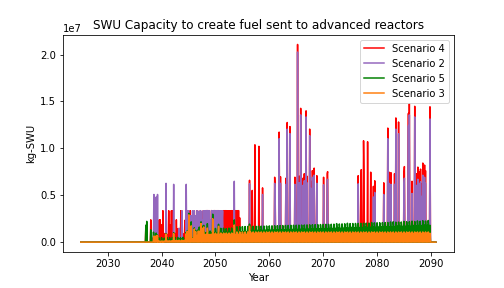 SWU Capacity to create fuel sent to advanced reactors
1e7
Scenario 4
Scenario 2
Scenario 5
Scenario 3
2.0
1.5
1.0
0.5
0.0
kg-SWU
2030 2040 2050 2060 2070 2080 2090
Year